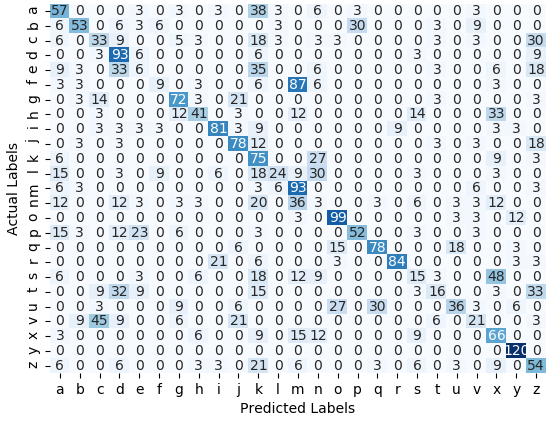 Actual Labels
a 57 0 0 0 3 0 3 0 3 0 38 3 0 6 0 3 0 0 0 0 0 0 0 0 0
b 6 53 0 6 3 6 0 0 0 0 0 3 0 0 0 30 0 0 0 3 0 9 0 0 0
c 6 0 33 9 0 0 5 3 0 3 18 3 0 3 3 0 0 0 0 3 0 3 0 0 30
d 0 0 3 93 6 0 0 0 0 0 6 0 0 0 0 0 0 0 3 0 0 0 0 0 9
e 9 3 0 33 6 0 0 0 0 0 35 0 0 6 0 0 0 0 0 3 0 0 6 0 18
f 3 3 0 0 0 9 0 3 0 0 6 0 87 6 0 0 0 0 3 0 0 0 0 0 0
g 0 3 14 0 0 0 72 3 0 21 0 0 0 0 0 0 0 0 0 3 0 3 0 0 3
h 0 0 3 0 0 0 12 41 0 3 0 0 12 0 0 0 0 0 14 0 0 0 33 0 0
i 0 0 3 3 3 3 0 0 81 3 9 0 0 0 0 0 0 9 0 0 0 0 3 3 0
j 0 3 0 3 0 0 0 0 0 78 12 0 0 0 0 0 0 0 0 3 0 3 0 0 18
k 6 0 0 0 0 0 0 0 0 0 75 0 0 27 0 0 0 0 0 0 0 0 9 0 3
l 15 0 0 3 0 9 0 0 6 0 18 24 9 30 0 0 0 0 3 0 0 0 3 0 0
m 6 3 0 0 0 0 0 0 0 0 3 6 93 0 0 0 0 0 0 0 0 6 0 0 3
n 12 0 0 12 0 3 3 0 3 0 20 0 36 3 0 0 3 0 6 0 3 3 12 0 0
o 0 0 0 0 0 0 0 0 0 0 0 0 3 0 99 0 0 0 0 0 3 3 0 12 0
p 15 3 0 12 23 0 6 0 0 0 3 0 0 0 0 52 0 0 0 0 0 0 0 0 0
q 0 0 0 0 0 0 0 0 0 6 0 0 0 0 15 0 78 0 0 0 18 0 0 3 0
r 0 0 0 0 0 0 0 0 21 0 6 0 0 0 3 0 0 84 0 0 0 0 0 3 0
s 6 0 0 0 3 0 0 6 0 0 18 0 12 9 0 0 0 0 15 3 0 0 48 0 0
t 0 0 9 32 9 0 0 0 0 0 15 0 0 0 0 0 0 0 3 16 0 0 0 0 33
u 0 0 3 0 0 0 9 0 0 6 0 0 0 0 27 0 30 0 0 0 36 3 0 6 0
v 0 9 45 9 0 0 6 0 0 21 0 0 0 0 0 0 0 0 0 6 0 21 0 0 3
x 3 0 0 0 0 0 6 0 0 0 9 0 15 12 0 0 0 0 9 0 0 0 66 0 0
y 0 0 0 0 0 0 0 0 0 0 0 0 0 0 0 0 0 0 0 0 0 0 0 120 0
z 6 0 0 6 0 0 3 3 0 0 21 0 6 0 0 3 0 0 3 0 3 0 3 0 54
a b c d e f g h i j k l m n o p q r s t u v x y z
Predicted Labels